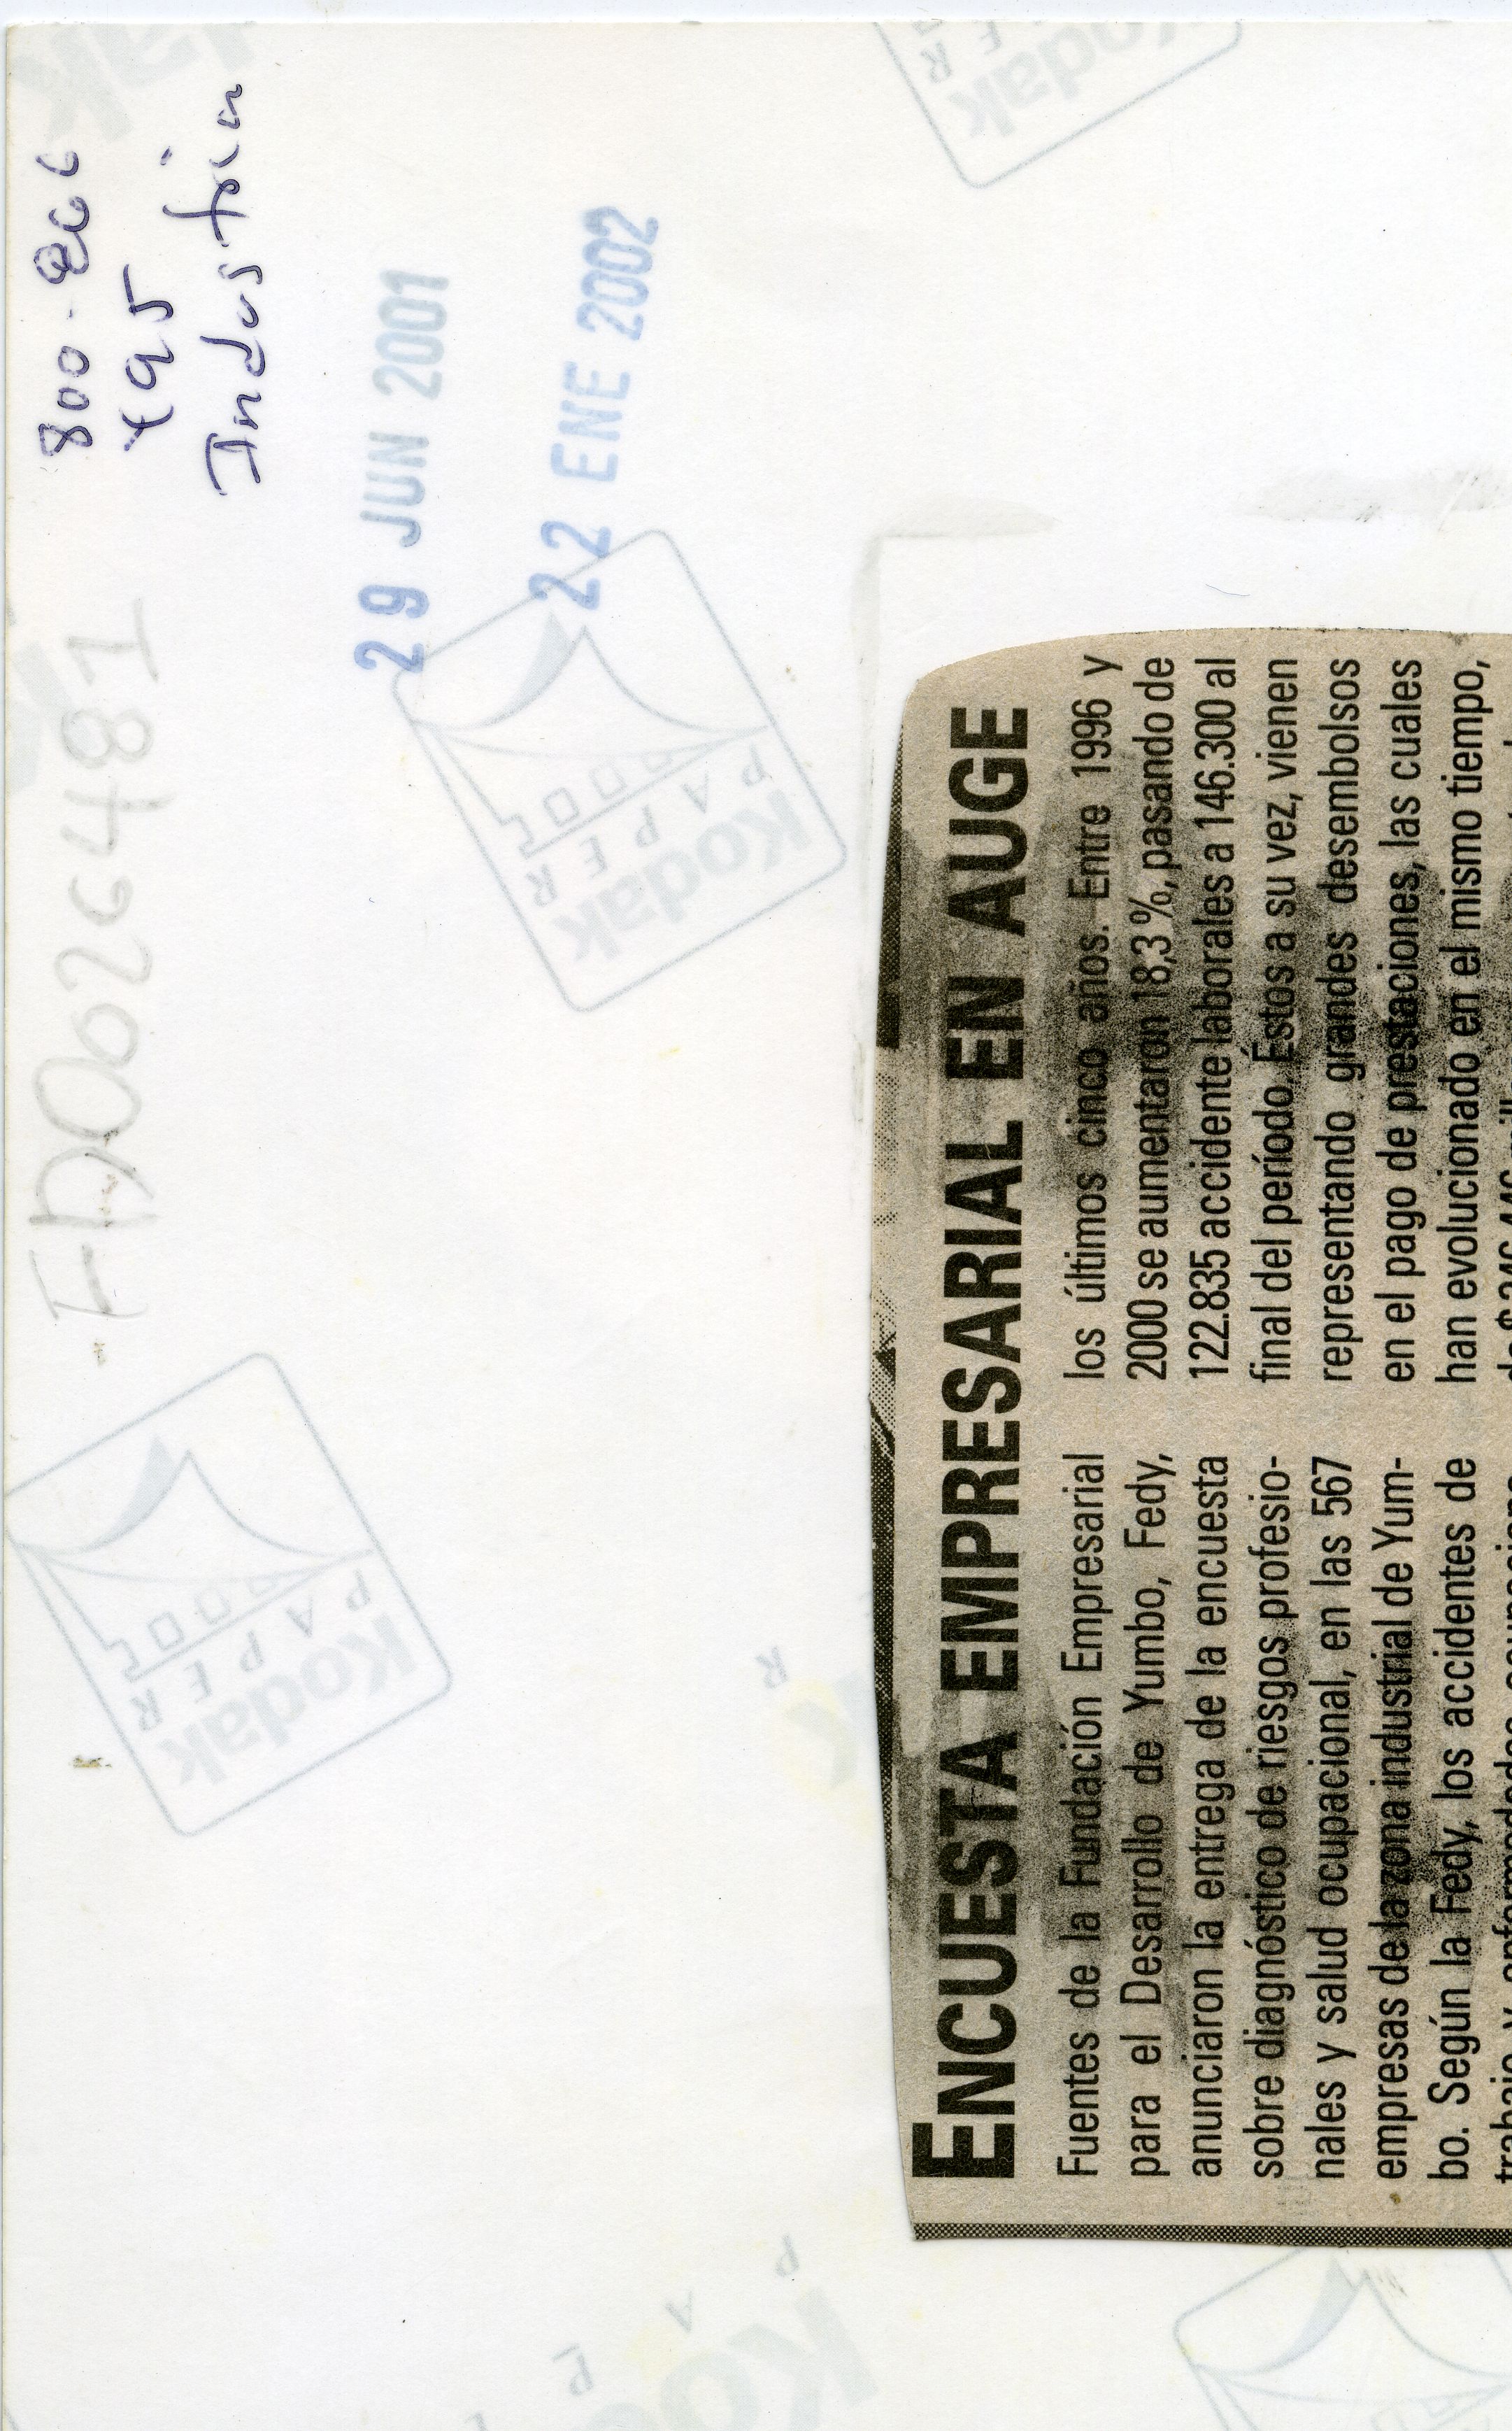 800-866
495
Industria
29 JUN 2001
22 ENE 2002
FD0026481
Kodak
PAPER
Kodak
PAPER
ENCUESTA EMPRESARIAL EN AUGE
Fuentes de la Fundación Empresarial
para el Desarrollo de Yumbo, Fedy,
anunciaron la entrega de la encuesta
sobre diagnóstico de riesgos profesio-
nales y salud ocupacional, en las 567
empresas de la zona industrial de Yum-
bo. Según la Fedy, los accidentes de
los últimos cinco años. Entre 1996 y
2000 se aumentaron 18,3 %, pasando de
122.835 accidente laborales a 146.300 al
final del período. Éstos a su vez, vienen
representando grandes desembolsos
en el pago de prestaciones, las cuales
han evolucionado en el mismo tiempo,